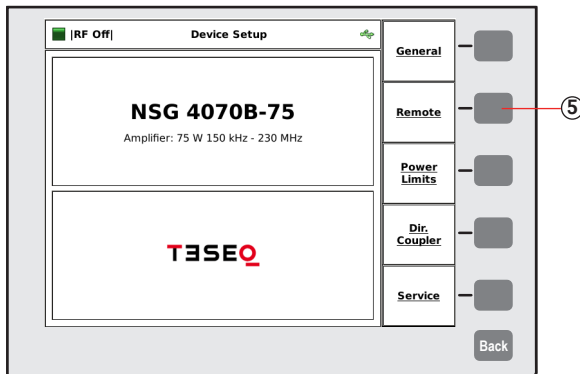 |RF Off|
Device Setup
General
NSG 4070B-75
Amplifier: 75 W 150 kHz - 230 MHz
Remote
5
Power
Limits
TESEQ
Dir.
Coupler
Service
Back